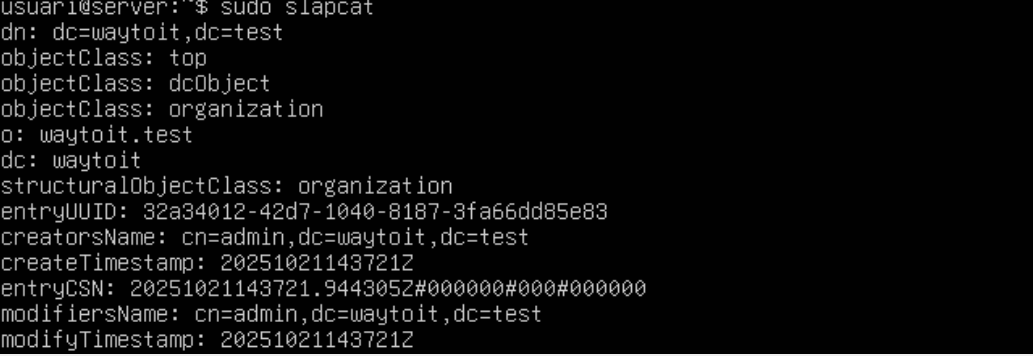 usuari@server:~$ sudo slapcat
dn: dc=waytoit,dc=test
objectClass: top
objectClass: dcObject
objectClass: organization
o: waytoit.test
dc: waytoit
structuralObjectClass: organization
entryUUID: 32a34012-42d7-1040-8187-3fa66dd85e83
creatorsName: cn=admin,dc=waytoit,dc=test
createTimestamp: 20251021143721Z
entryCSN: 20251021143721.944305Z#000000#000#000000
modifiersName: cn=admin,dc=waytoit,dc=test
modifyTimestamp: 20251021143721Z